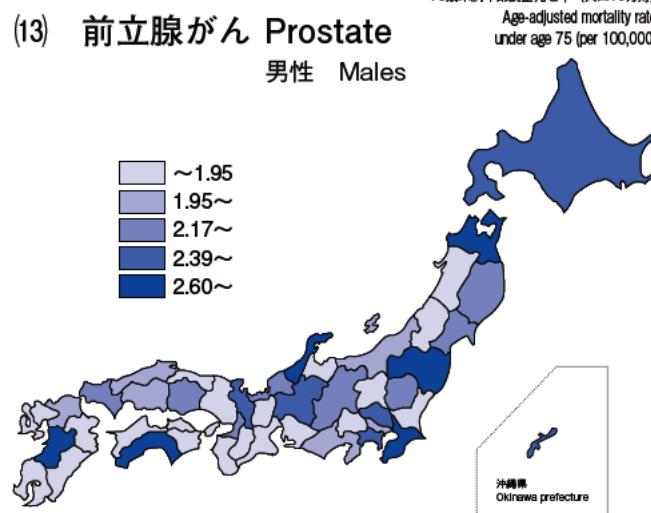 (13) 前立腺がん Prostate
男性 Males
Age-adjusted mortality rate
under age 75 (per 100,000
～1.95
1.95～
2.17～
2.39～
2.60～
沖縄県
Okinawa prefecture